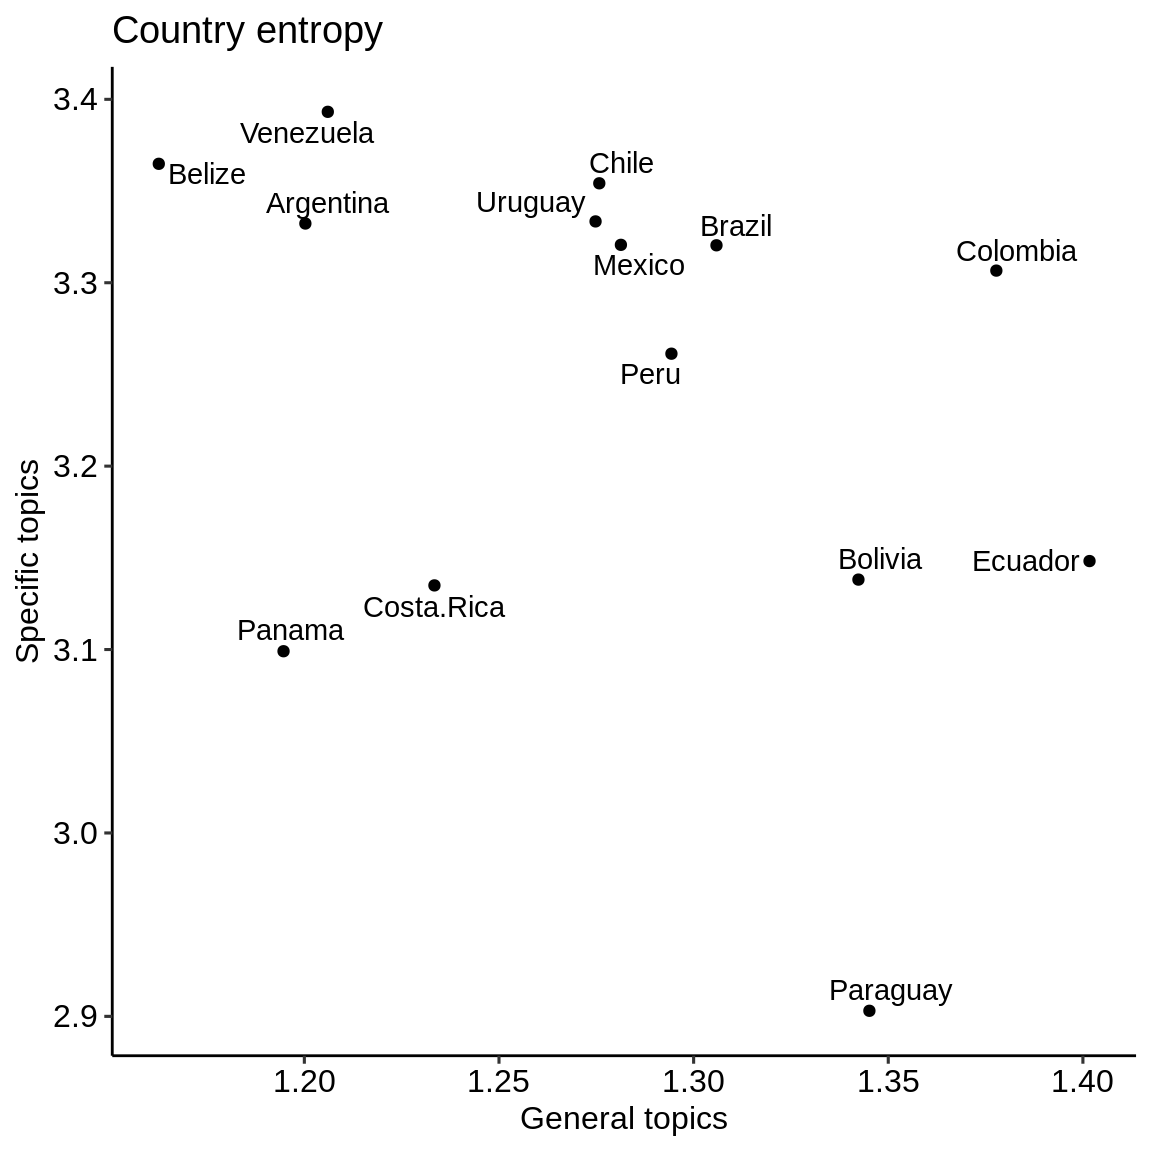 Country entropy
3.4
Venezuela
Belize
Chile
Argentina
Uruguay
Brazil
Colombia
Mexico
3.3
Peru
3.2
Specific topics
Bolivia
Ecuador
Costa.Rica
Panama
3.1
3.0
Paraguay
2.9
1.20 1.25 1.30 1.35 1.40
General topics